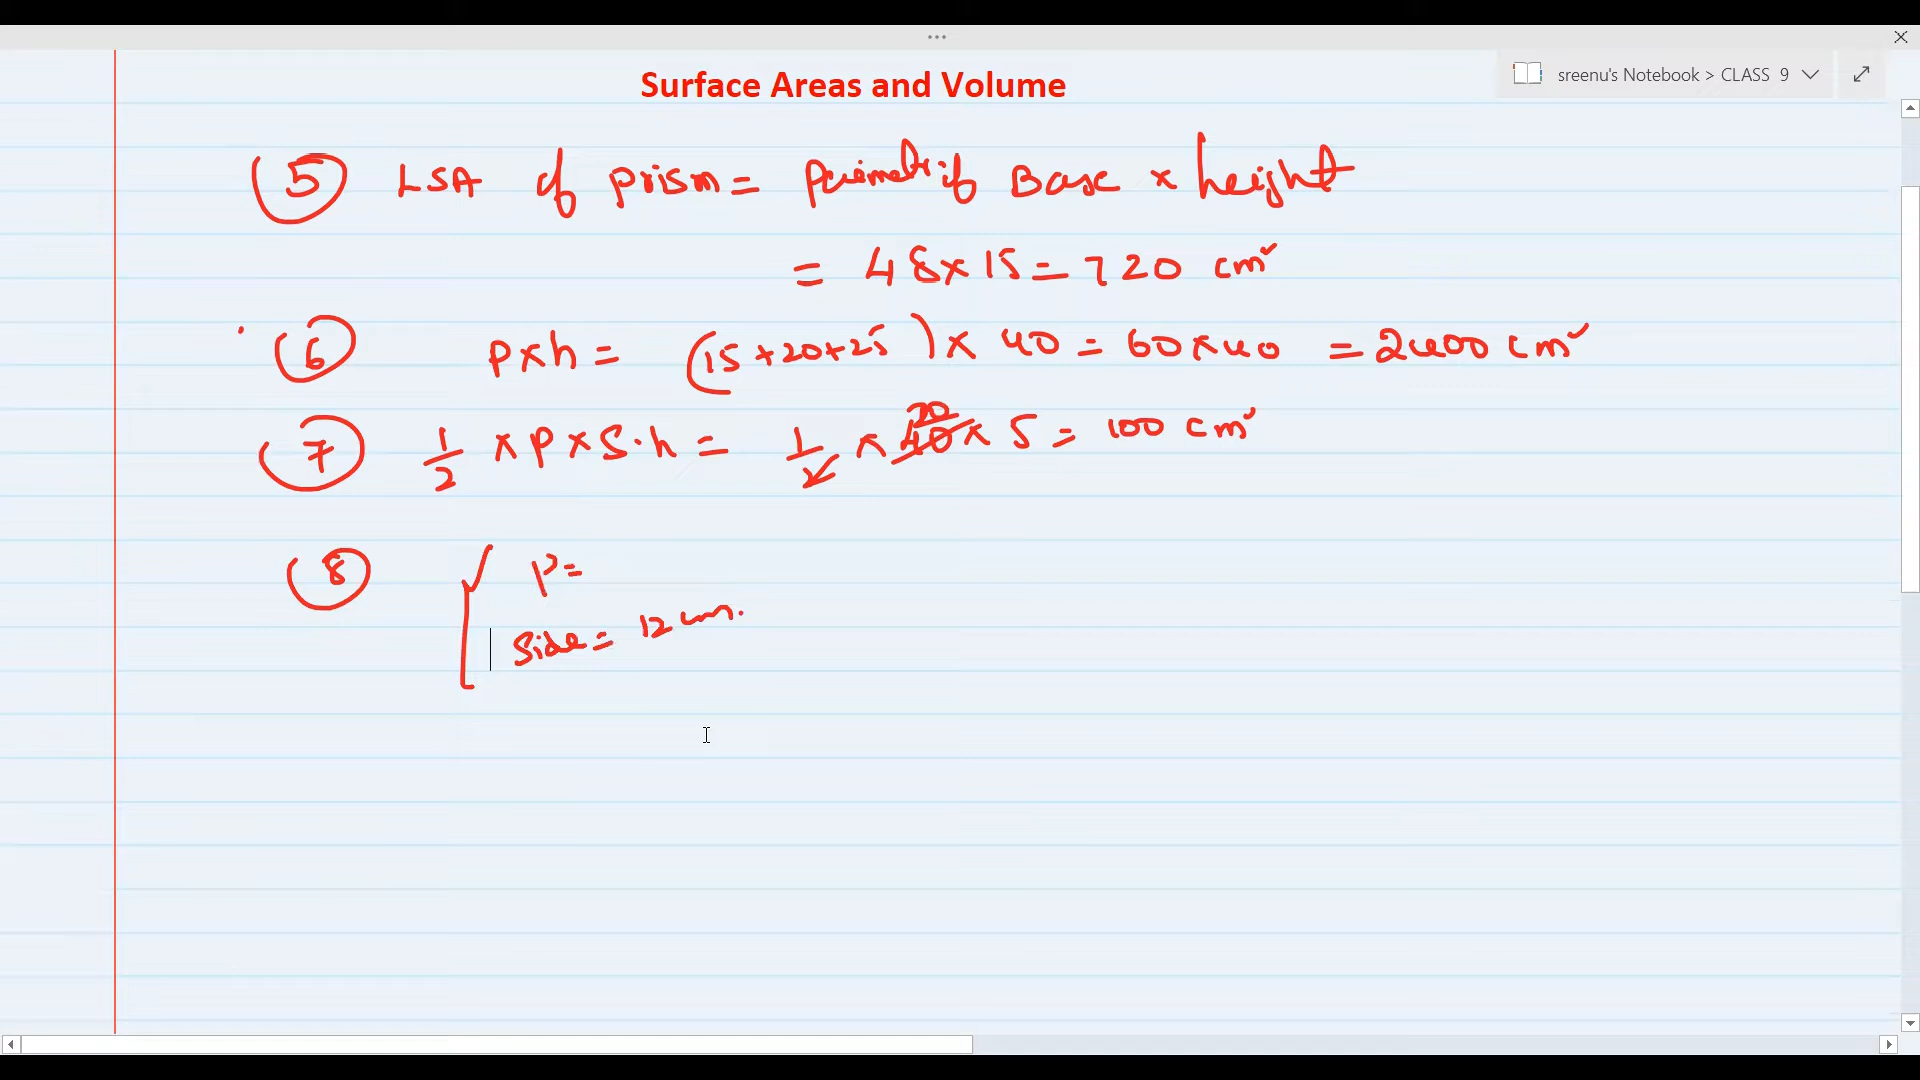 ...
Surface Areas and Volume
sreenu's Notebook > CLASS 9
5 LSA of prism = Perimetr of Base × height
= 48×15 = 720 cm²
6 P×h = (15+20+25)× 40 = 60×40 = 2400 cm²
7 1/2 ×P×S.h = 1/2 × 40 20 × 5 = 100 cm²
8 P=
Side = 12 cm.